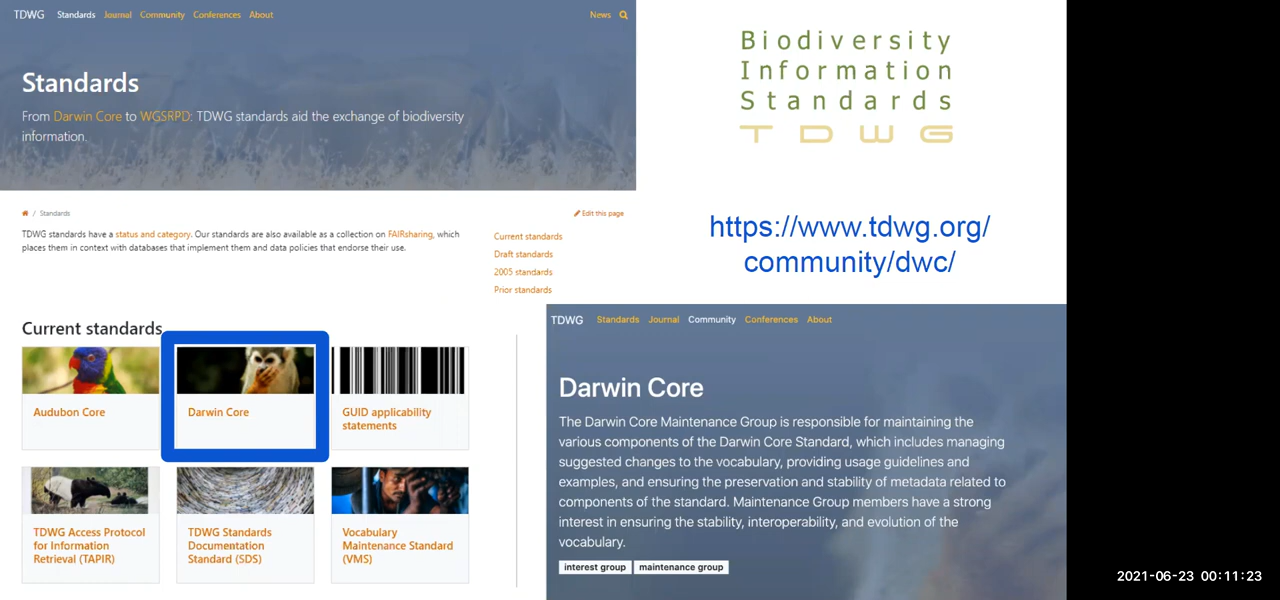 TDWG Standards Journal Community Conferences About News
Standards
From Darwin Core to WGSRPD: TDWG standards aid the exchange of biodiversity
information.
/ Standards
Edit this page
TDWG standards have a status and category. Our standards are also available as a collection on FAIRsharing, which
places them in context with databases that implement them and data policies that endorse their use.
Current standards
Draft standards
2005 standards
Prior standards
Current standards
Audubon Core
Darwin Core
GUID applicability
statements
TDWG Access Protocol
for Information
Retrieval (TAPIR)
TDWG Standards
Documentation
Standard (SDS)
Vocabulary
Maintenance Standard
(VMS)
Biodiversity
Information
Standards
TDWG
https://www.tdwg.org/
community/dwc/
TDWG Standards Journal Community Conferences About
Darwin Core
The Darwin Core Maintenance Group is responsible for maintaining the
various components of the Darwin Core Standard, which includes managing
suggested changes to the vocabulary, providing usage guidelines and
examples, and ensuring the preservation and stability of metadata related to
components of the standard. Maintenance Group members have a strong
interest in ensuring the stability, interoperability, and evolution of the
vocabulary.
interest group maintenance group
2021-06-23 00:11:23